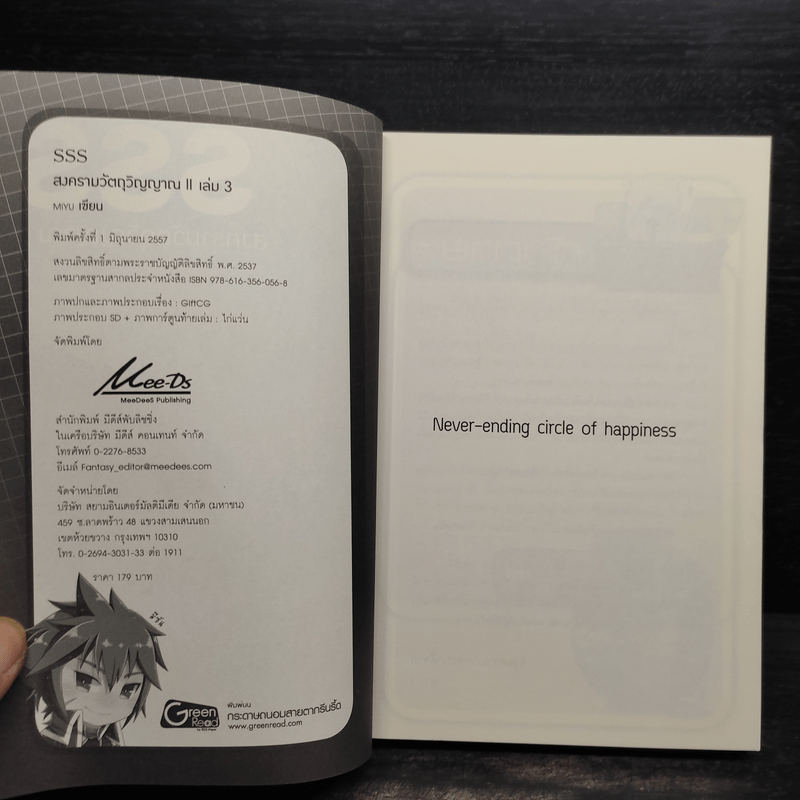 SSS
สงครามวัตถุวิญญาณ II เล่ม 3
MIYU เขียน
พิมพ์ครั้งที่ 1 มิถุนายน 2557
สงวนลิขสิทธิ์ตามพระราชบัญญัติลิขสิทธิ์ พ.ศ. 2537
เลขมาตรฐานสากลประจำหนังสือ ISBN 978-616-356-056-8
ภาพปกและภาพประกอบเรื่อง : GiftCG
ภาพประกอบ SD + ภาพการ์ตูนท้ายเล่ม : ไก่แว่น
จัดพิมพ์โดย
Mee-Ds
MeeDeeS Publishing
สำนักพิมพ์ มีดีส์พับลิชชิ่ง
ในเครือบริษัท มีดีส์ คอนเทนท์ จำกัด
โทรศัพท์ 0-2276-8533
อีเมล์ Fantasy_editor@meedees.com
จัดจำหน่ายโดย
บริษัท สยามอินเตอร์มัลติมีเดีย จำกัด (มหาชน)
459 ซ.ลาดพร้าว 48 แขวงสามเสนนอก
เขตห้วยขวาง กรุงเทพฯ 10310
โทร. 0-2694-3031-33 ต่อ 1911
ราคา 179 บาท
Green Read
พิมพ์บน
กระดาษถนอมสายตากรีนรี้ด
www.greenread.com
Never-ending circle of happiness